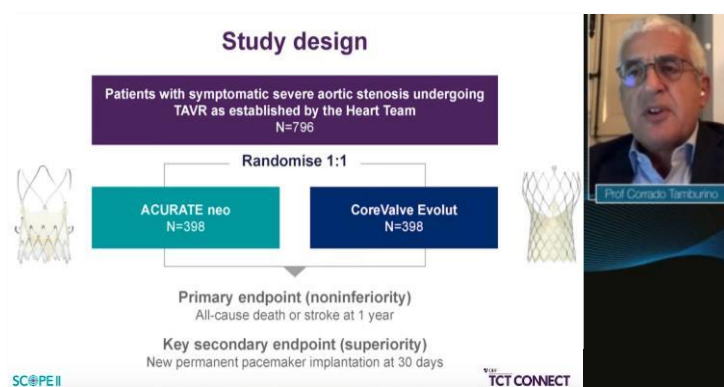 Study design
Patients with symptomatic severe aortic stenosis undergoing
TAVR as established by the Heart Team
N=796
Randomise 1:1
ACURATE neo
N=398
CoreValve Evolut
N=398
Primary endpoint (noninferiority)
All-cause death or stroke at 1 year
Key secondary endpoint (superiority)
New permanent pacemaker implantation at 30 days
SCOPE II
TCT CONNECT
Prof Corrado Tamburino